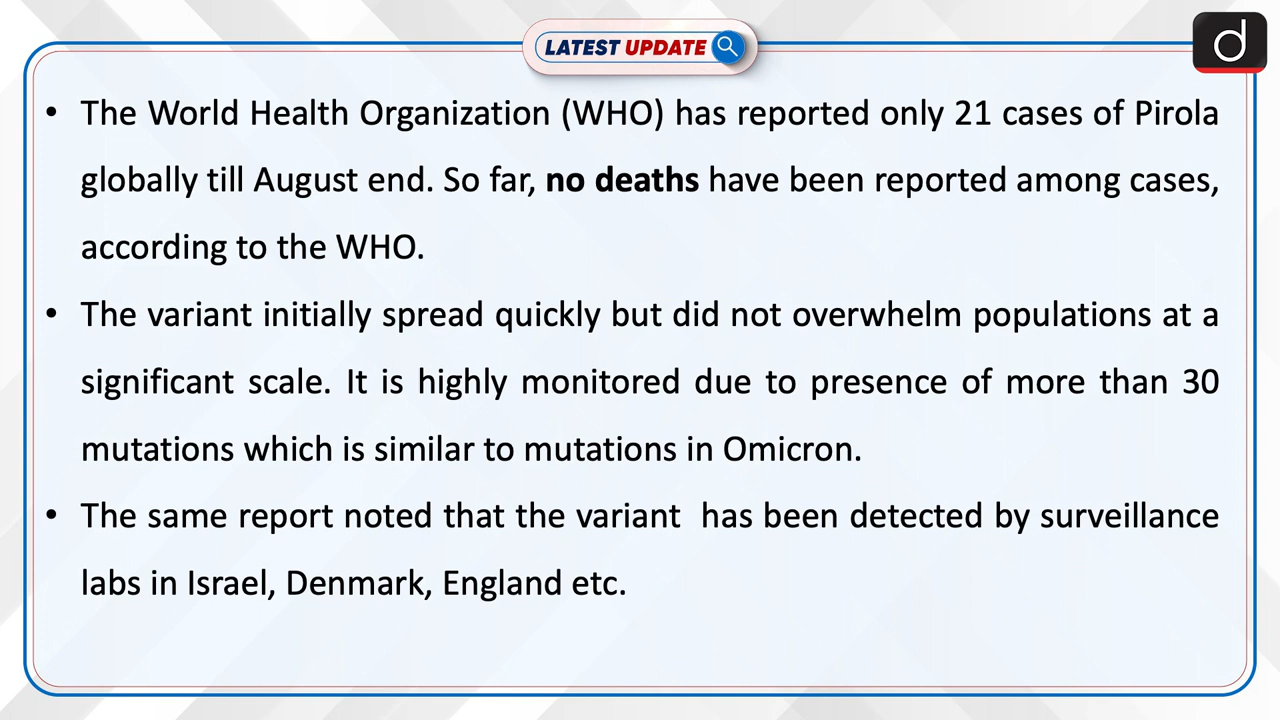 LATEST UPDATE
d
• The World Health Organization (WHO) has reported only 21 cases of Pirola
globally till August end. So far, no deaths have been reported among cases,
according to the WHO.
• The variant initially spread quickly but did not overwhelm populations at a
significant scale. It is highly monitored due to presence of more than 30
mutations which is similar to mutations in Omicron.
• The same report noted that the variant  has been detected by surveillance
labs in Israel, Denmark, England etc.